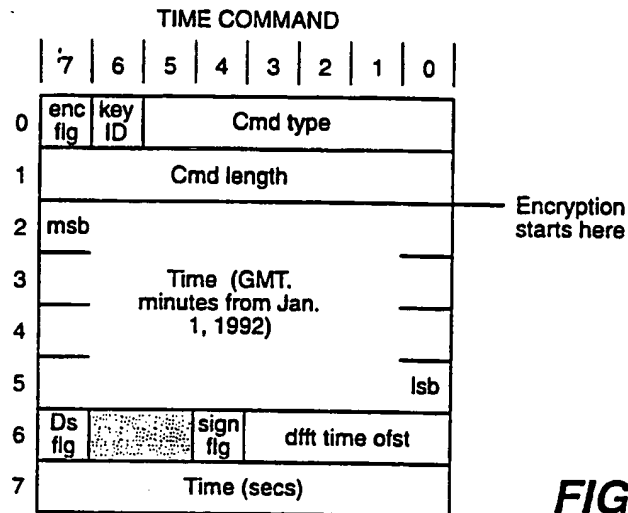 TIME COMMAND
7 6 5 4 3 2 1 0
0 enc flg key ID Cmd type
1 Cmd length
Encryption starts here
2 msb
3 Time (GMT.
minutes from Jan.
4 1, 1992)
5 lsb
6 Ds flg sign flg dfft time ofst
7 Time (secs)
FIG